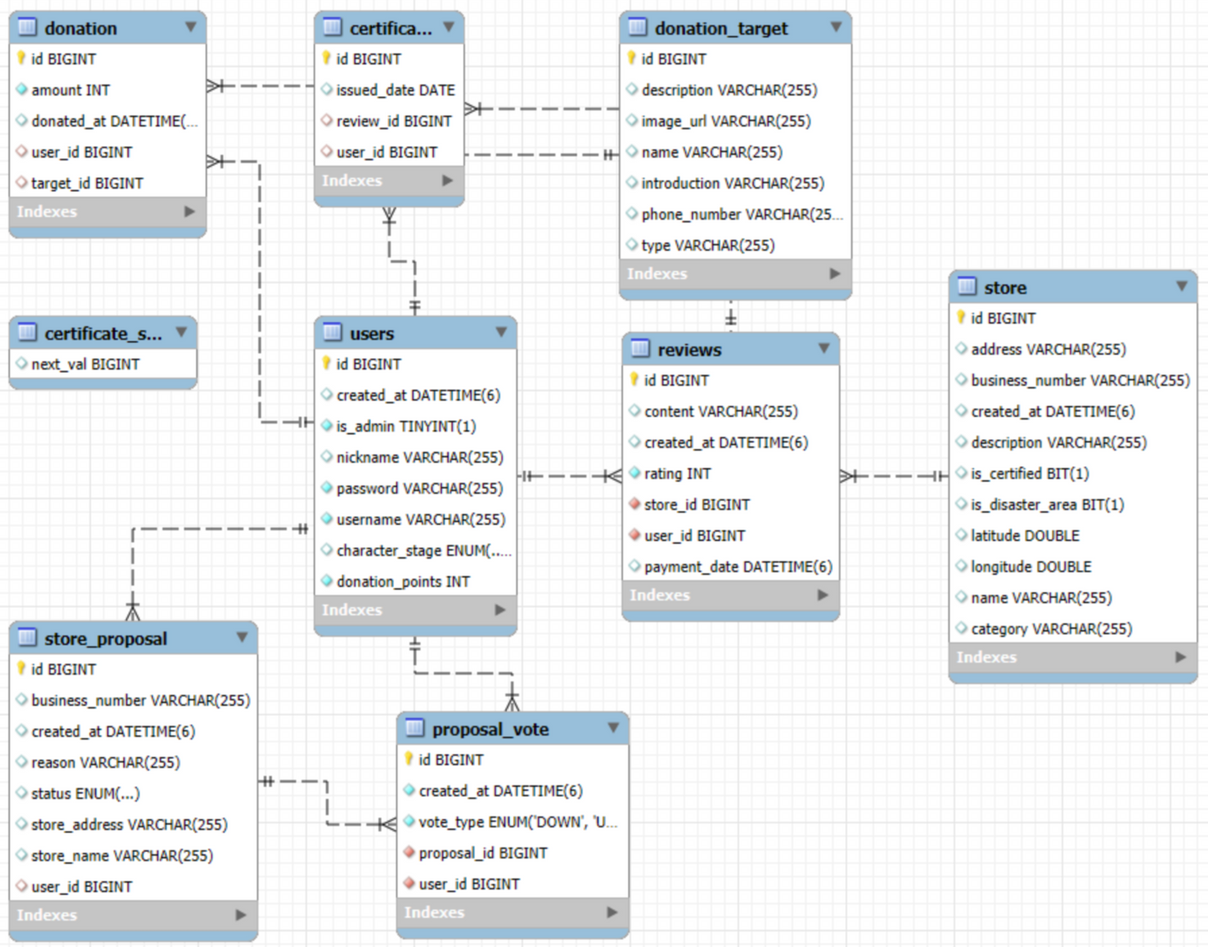 donation
id BIGINT
amount INT
donated_at DATETIME(...
user_id BIGINT
target_id BIGINT
Indexes
certifica...
id BIGINT
issued_date DATE
review_id BIGINT
user_id BIGINT
Indexes
donation_target
id BIGINT
description VARCHAR(255)
image_url VARCHAR(255)
name VARCHAR(255)
introduction VARCHAR(255)
phone_number VARCHAR(25...
type VARCHAR(255)
Indexes
certificate_s...
next_val BIGINT
users
id BIGINT
created_at DATETIME(6)
is_admin TINYINT(1)
nickname VARCHAR(255)
password VARCHAR(255)
username VARCHAR(255)
character_stage ENUM(.....
donation_points INT
Indexes
reviews
id BIGINT
content VARCHAR(255)
created_at DATETIME(6)
rating INT
store_id BIGINT
user_id BIGINT
payment_date DATETIME(6)
Indexes
store
id BIGINT
address VARCHAR(255)
business_number VARCHAR(255)
created_at DATETIME(6)
description VARCHAR(255)
is_certified BIT(1)
is_disaster_area BIT(1)
latitude DOUBLE
longitude DOUBLE
name VARCHAR(255)
category VARCHAR(255)
Indexes
store_proposal
id BIGINT
business_number VARCHAR(255)
created_at DATETIME(6)
reason VARCHAR(255)
status ENUM(...)
store_address VARCHAR(255)
store_name VARCHAR(255)
user_id BIGINT
Indexes
proposal_vote
id BIGINT
created_at DATETIME(6)
vote_type ENUM('DOWN', 'U...
proposal_id BIGINT
user_id BIGINT
Indexes